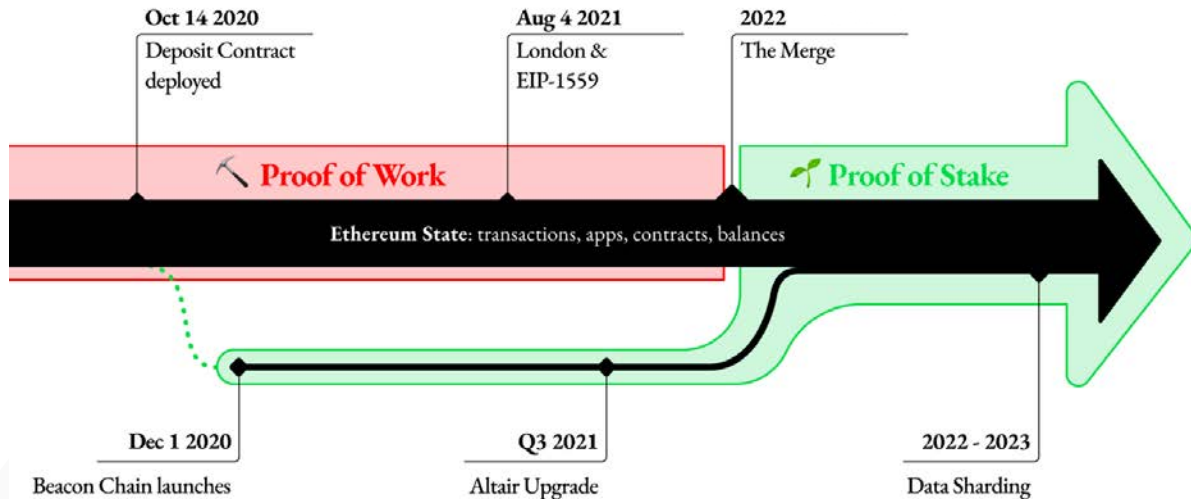 Oct 14 2020
Deposit Contract
deployed
Aug 4 2021
London &
EIP-1559
2022
The Merge
Proof of Work
Proof of Stake
Ethereum State: transactions, apps, contracts, balances
Dec 1 2020
Beacon Chain launches
Q3 2021
Altair Upgrade
2022 - 2023
Data Sharding